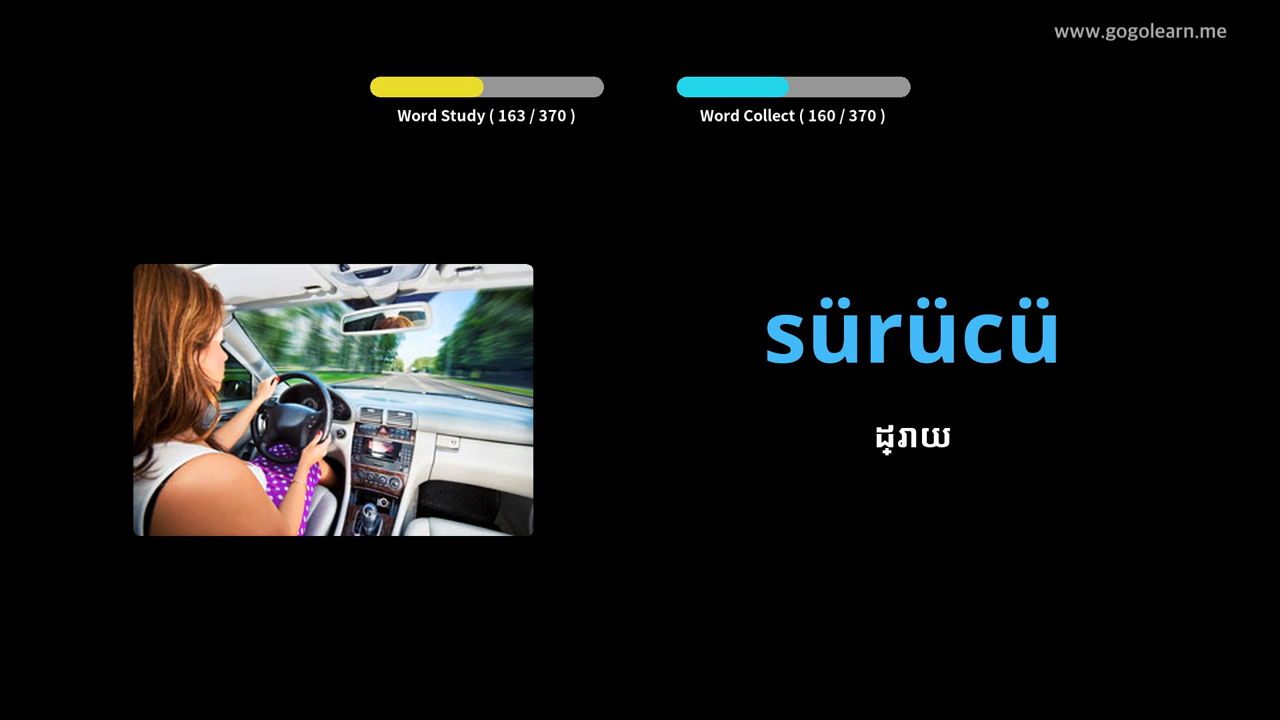 www.gogolearn.me
Word Study ( 163 / 370 )
Word Collect ( 160 / 370 )
sürücü
ដ្រាយ